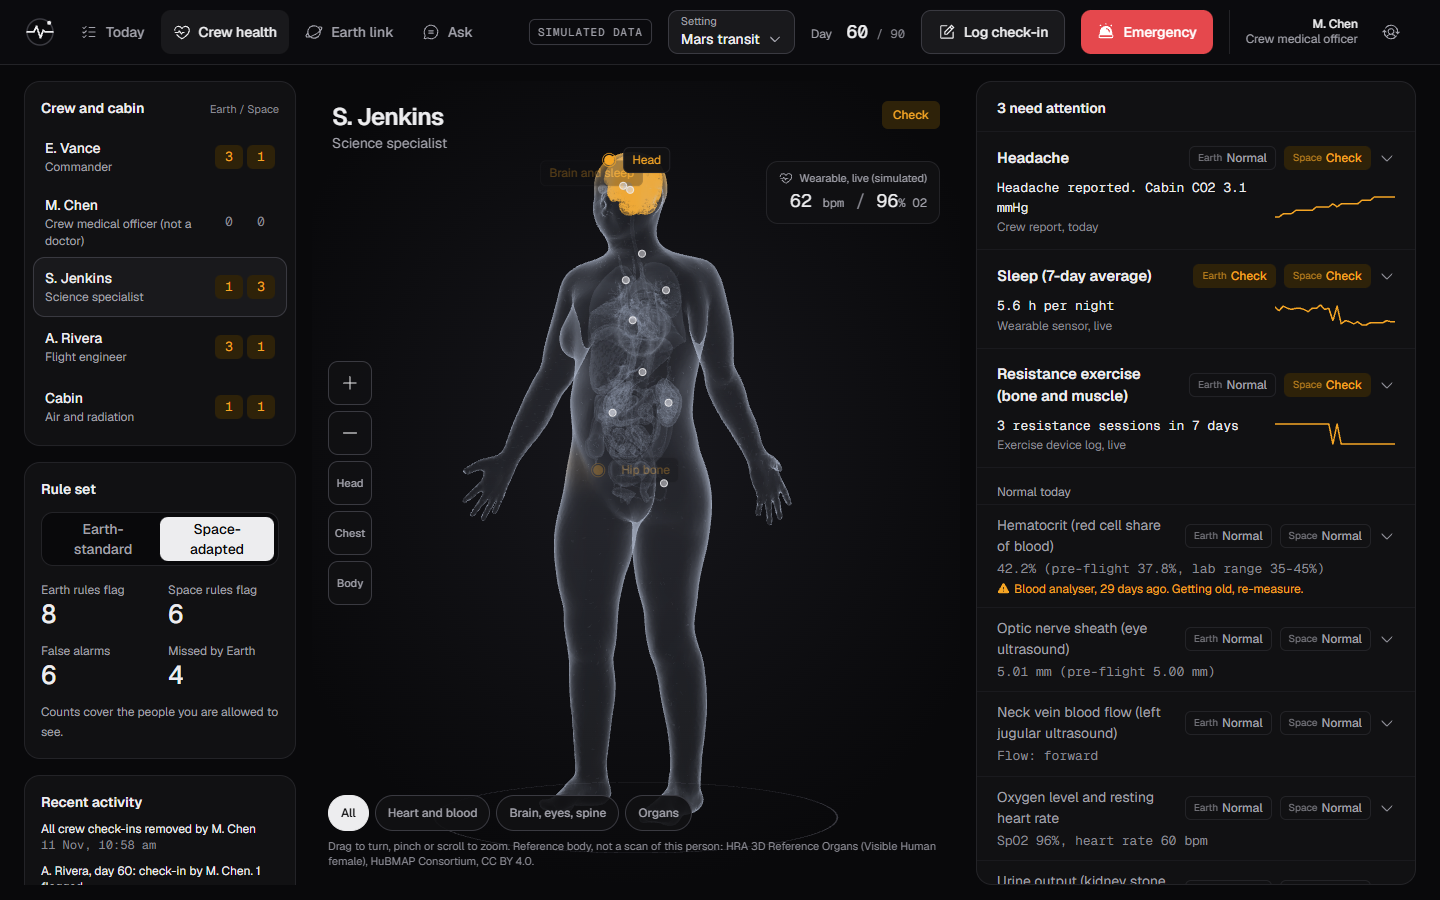 Today
Crew health
Earth link
Ask
SIMULATED DATA
Setting
Mars transit
Day 60 / 90
Log check-in
Emergency
M. Chen
Crew medical officer
Crew and cabin
Earth / Space
E. Vance
Commander
3 1
M. Chen
Crew medical officer (not a
doctor)
0 0
S. Jenkins
Science specialist
1 3
A. Rivera
Flight engineer
3 1
Cabin
Air and radiation
1 1
Rule set
Earth-
standard
Space-
adapted
Earth rules flag
8
Space rules flag
6
False alarms
6
Missed by Earth
4
Counts cover the people you are allowed to
see.
Recent activity
All crew check-ins removed by M. Chen
11 Nov, 10:58 am
A. Rivera, day 60: check-in by M. Chen. 1
flagged
S. Jenkins
Science specialist
Check
Head
Brain and sleep
Wearable, live (simulated)
62 bpm / 96% O2
Hip bone
+
−
Head
Chest
Body
All
Heart and blood
Brain, eyes, spine
Organs
Drag to turn, pinch or scroll to zoom. Reference body, not a scan of this person: HRA 3D Reference Organs (Visible Human
female), HuBMAP Consortium, CC BY 4.0.
3 need attention
Headache
Earth Normal
Space Check
Headache reported. Cabin CO2 3.1
mmHg
Crew report, today
Sleep (7-day average)
Earth Check
Space Check
5.6 h per night
Wearable sensor, live
Resistance exercise
(bone and muscle)
Earth Normal
Space Check
3 resistance sessions in 7 days
Exercise device log, live
Normal today
Hematocrit (red cell share
of blood)
Earth Normal
Space Normal
42.2% (pre-flight 37.8%, lab range 35-45%)
Blood analyser, 29 days ago. Getting old, re-measure.
Optic nerve sheath (eye
ultrasound)
Earth Normal
Space Normal
5.01 mm (pre-flight 5.00 mm)
Neck vein blood flow (left
jugular ultrasound)
Earth Normal
Space Normal
Flow: forward
Oxygen level and resting
heart rate
Earth Normal
Space Normal
SpO2 96%, heart rate 60 bpm
Urine output (kidney stone